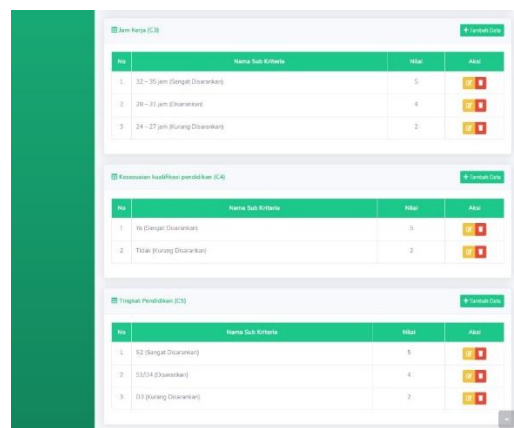 Jam Kerja (C3)
+ Tambah Data
No Nama Sub Kriteria Nilai Aksi
1 32 – 35 jam (Sangat Disarankan) 5
2 28 – 31 jam (Disarankan) 4
3 24 – 27 jam (Kurang Disarankan) 2
Kesesuaian kualifikasi pendidikan (C4)
+ Tambah Data
No Nama Sub Kriteria Nilai Aksi
1 Ya (Sangat Disarankan) 5
2 Tidak (Kurang Disarankan) 2
Tingkat Pendidikan (C5)
+ Tambah Data
No Nama Sub Kriteria Nilai Aksi
1 S2 (Sangat Disarankan) 5
2 S1/D4 (Disarankan) 4
3 D3 (Kurang Disarankan) 2